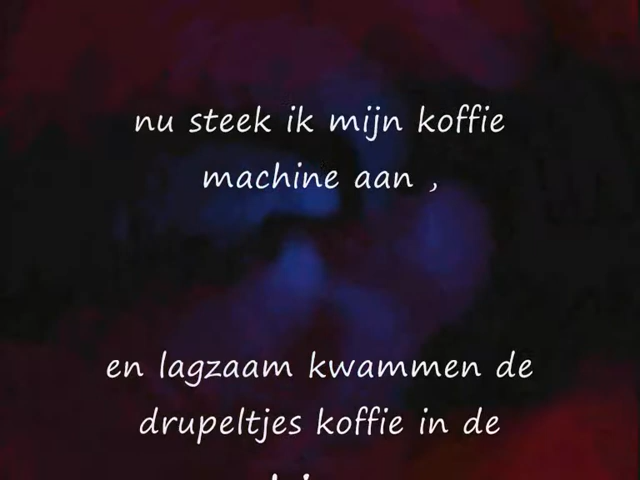 nu steek ik mijn koffie
machine aan ,
en lagzaam kwammen de
drupeltjes koffie in de